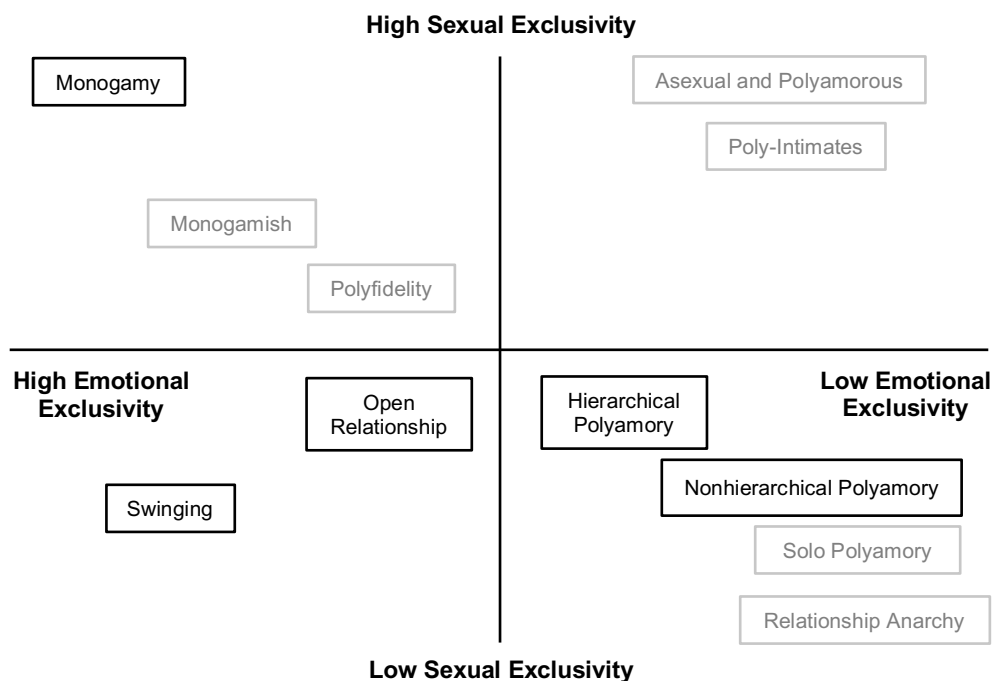 High Sexual Exclusivity
Monogamy
Asexual and Polyamorous
Poly-Intimates
Monogamish
Polyfidelity
High Emotional
Exclusivity
Open
Relationship
Hierarchical
Polyamory
Low Emotional
Exclusivity
Nonhierarchical Polyamory
Swinging
Solo Polyamory
Relationship Anarchy
Low Sexual Exclusivity